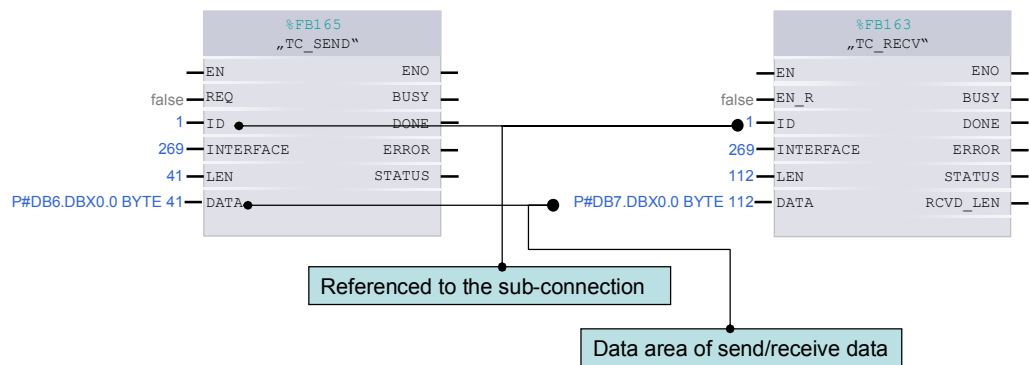 %FB165
„TC_SEND“
EN ENO
false REQ BUSY
1 ID DONE
269 INTERFACE ERROR
41 LEN STATUS
P#DB6.DBX0.0 BYTE 41 DATA
%FB163
„TC_RECV“
EN ENO
false EN_R BUSY
1 ID DONE
269 INTERFACE ERROR
112 LEN STATUS
P#DB7.DBX0.0 BYTE 112 DATA RCVD_LEN
Referenced to the sub-connection
Data area of send/receive data